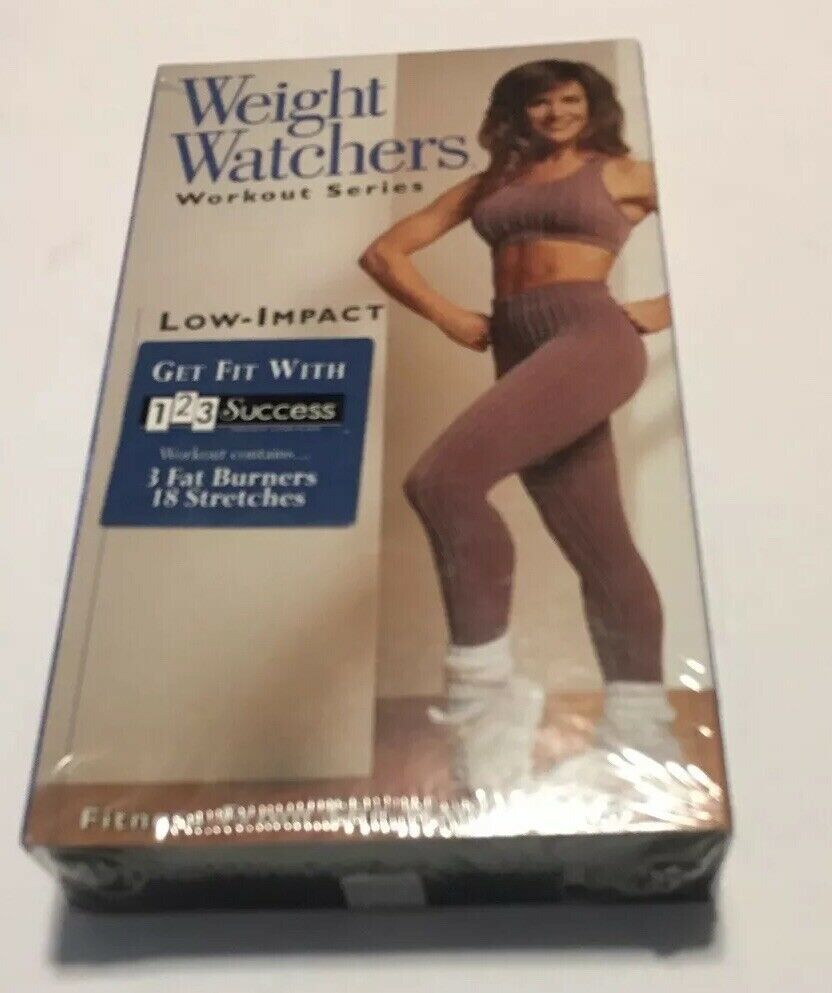 Weight
Watchers
Workout Series
LOW-IMPACT
GET FIT WITH
123 Success
Workout contains...
3 Fat Burners
18 Stretches